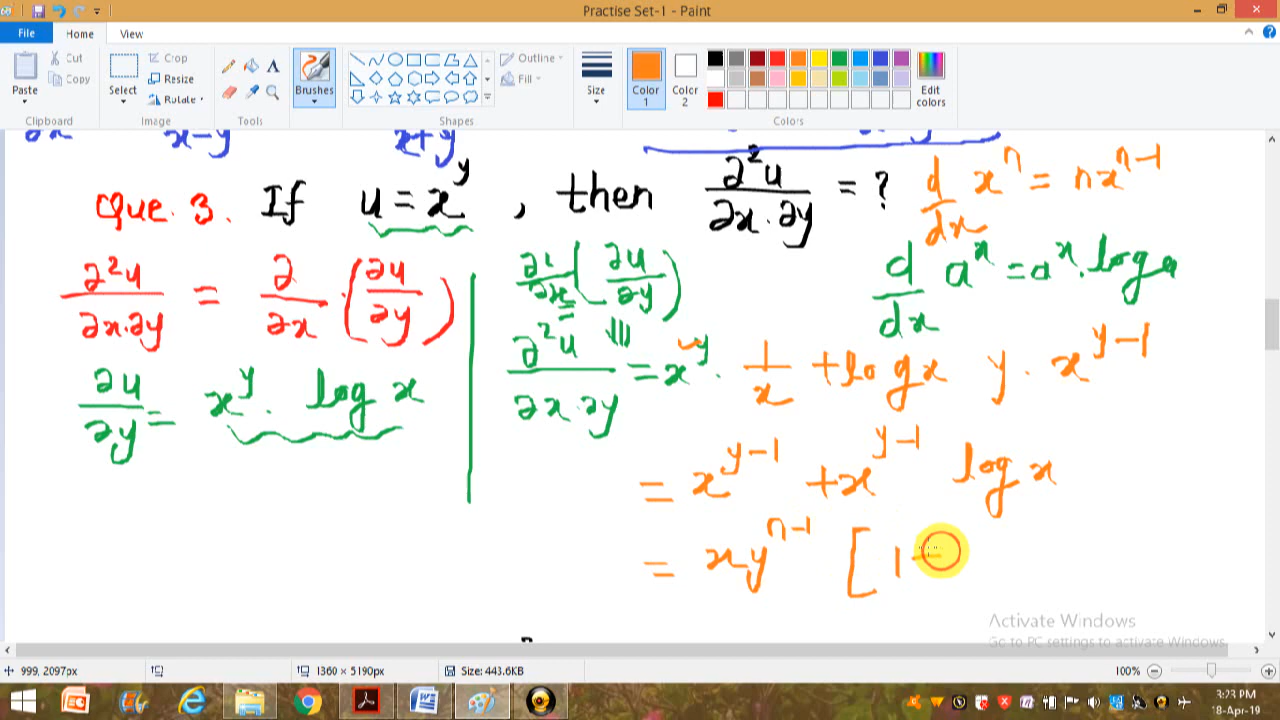 Practise Set-1 - Paint
File Home View
Paste
Cut
Copy
Clipboard
Select
Crop
Resize
Rotate
Image
Tools
Brushes
Outline
Fill
Shapes
Size
Color 1
Color 2
Edit colors
Colors
∂x x-y x+y
Que. 3. If u = x^y , then ∂²u/∂x.∂y = ?
d/dx x^n = nx^(n-1)
d/dx a^x = a^x. log a
∂²u/∂x.∂y = ∂/∂x . (∂u/∂y)
∂u/∂y = x^y. log x
∂/∂x (∂u/∂y)
∂²u/∂x.∂y = x^y. 1/x + log x y. x^(y-1)
= x^(y-1) + x^(y-1) log x
= xy^(n-1) [ 1+
Activate Windows
Go to PC settings to activate Windows.
999, 2097px
1360 × 5190px
Size: 443.6KB
100%
3:23 PM
18-Apr-19